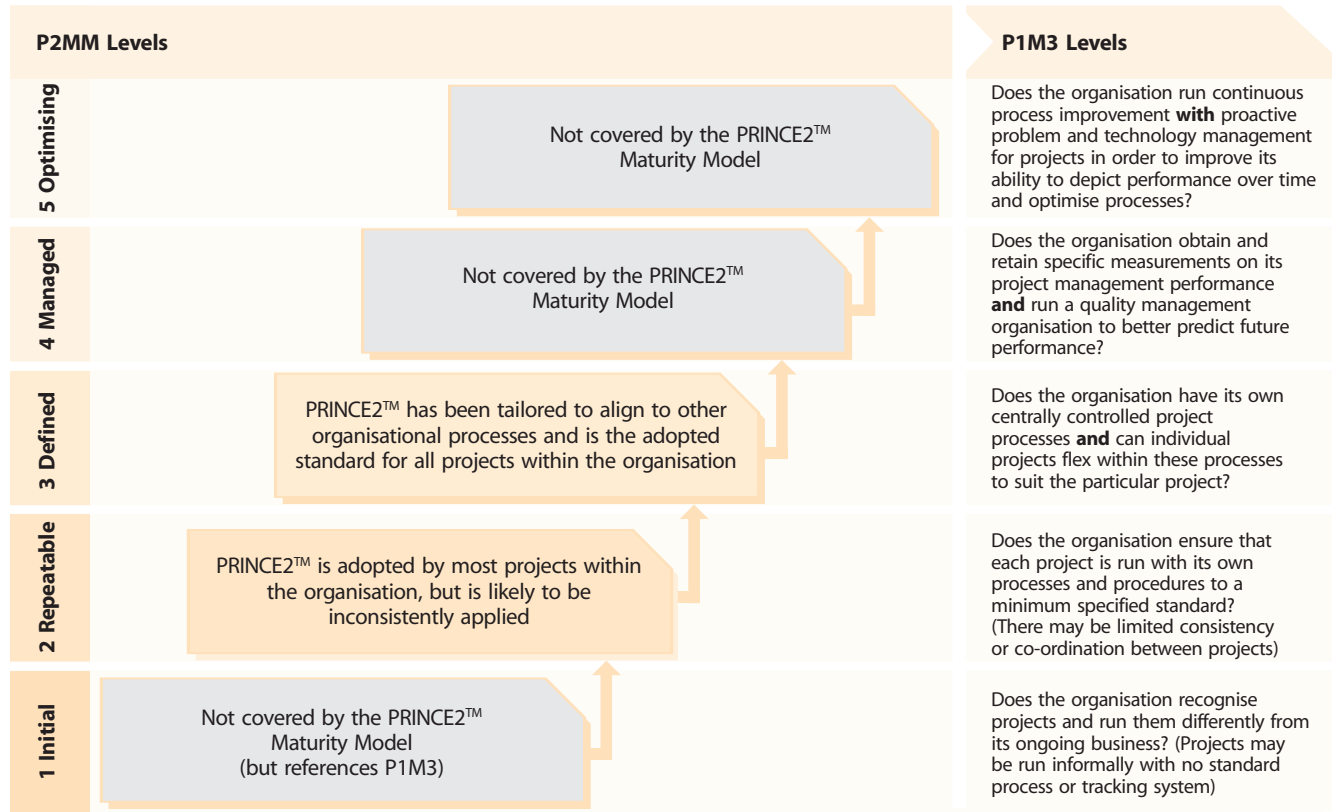 P2MM Levels
P1M3 Levels
5 Optimising
Not covered by the PRINCE2™
Maturity Model
Does the organisation run continuous
process improvement with proactive
problem and technology management
for projects in order to improve its
ability to depict performance over time
and optimise processes?
4 Managed
Not covered by the PRINCE2™
Maturity Model
Does the organisation obtain and
retain specific measurements on its
project management performance
and run a quality management
organisation to better predict future
performance?
3 Defined
PRINCE2™ has been tailored to align to other
organisational processes and is the adopted
standard for all projects within the organisation
Does the organisation have its own
centrally controlled project
processes and can individual
projects flex within these processes
to suit the particular project?
2 Repeatable
PRINCE2™ is adopted by most projects within
the organisation, but is likely to be
inconsistently applied
Does the organisation ensure that
each project is run with its own
processes and procedures to a
minimum specified standard?
(There may be limited consistency
or co-ordination between projects)
1 Initial
Not covered by the PRINCE2™
Maturity Model
(but references P1M3)
Does the organisation recognise
projects and run them differently from
its ongoing business? (Projects may
be run informally with no standard
process or tracking system)